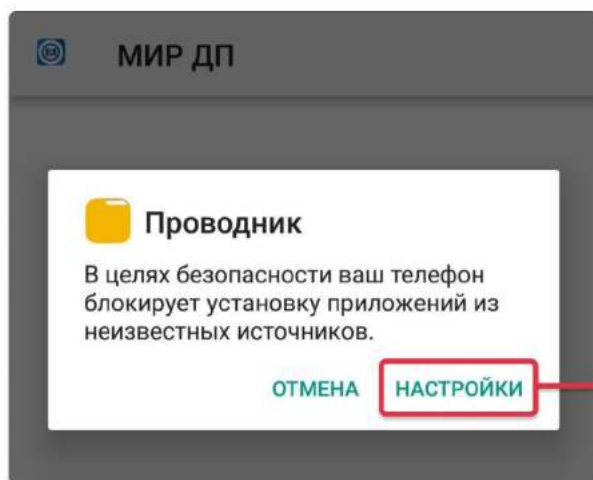 МИР ДП
Проводник
В целях безопасности ваш телефон
блокирует установку приложений из
неизвестных источников.
ОТМЕНА НАСТРОЙКИ